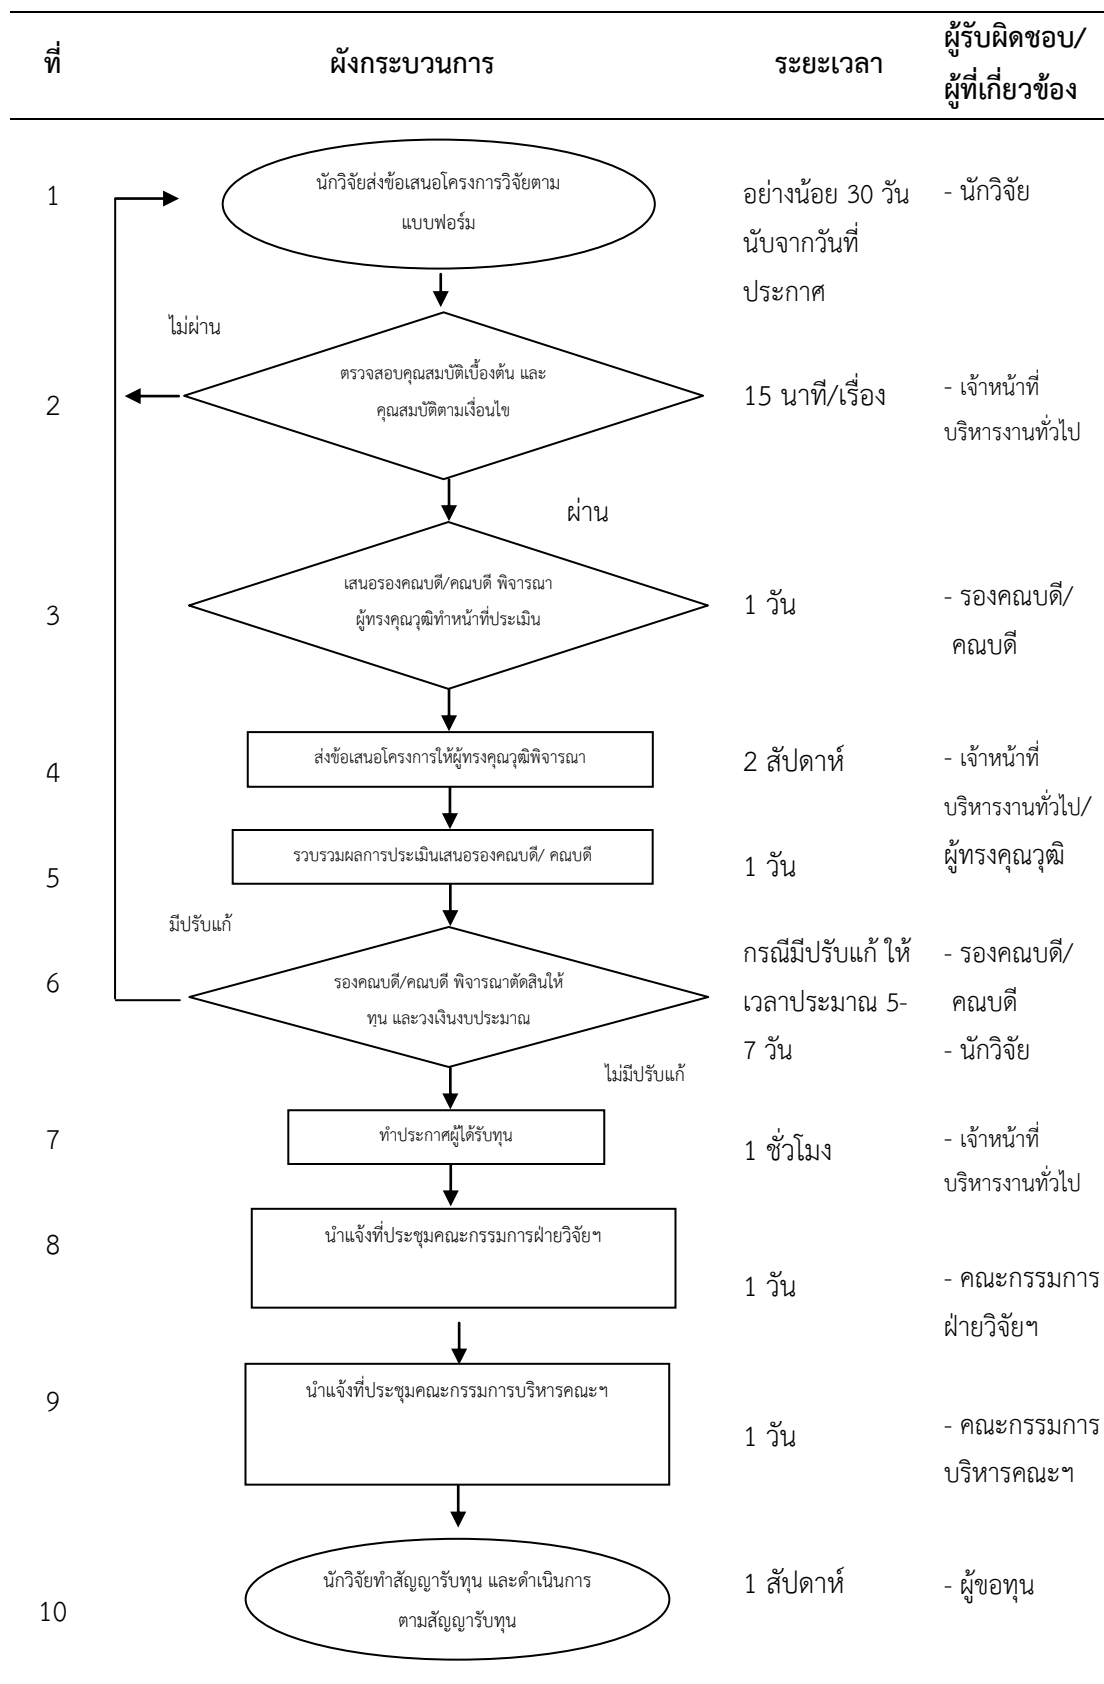 ที่
ผังกระบวนการ
ระยะเวลา
ผู้รับผิดชอบ/
ผู้ที่เกี่ยวข้อง
1
นักวิจัยส่งข้อเสนอโครงการวิจัยตาม
แบบฟอร์ม
อย่างน้อย 30 วัน
นับจากวันที่
ประกาศ
- นักวิจัย
ไม่ผ่าน
2
ตรวจสอบคุณสมบัติเบื้องต้น และ
คุณสมบัติตามเงื่อนไข
15 นาที/เรื่อง
- เจ้าหน้าที่
บริหารงานทั่วไป
ผ่าน
3
เสนอรองคณบดี/คณบดี พิจารณา
ผู้ทรงคุณวุฒิทำหน้าที่ประเมิน
1 วัน
- รองคณบดี/
คณบดี
4
ส่งข้อเสนอโครงการให้ผู้ทรงคุณวุฒิพิจารณา
2 สัปดาห์
- เจ้าหน้าที่
บริหารงานทั่วไป/
ผู้ทรงคุณวุฒิ
5
รวบรวมผลการประเมินเสนอรองคณบดี/ คณบดี
1 วัน
มีปรับแก้
6
รองคณบดี/คณบดี พิจารณาตัดสินให้
ทุน และวงเงินงบประมาณ
กรณีมีปรับแก้ ให้
เวลาประมาณ 5-
7 วัน
- รองคณบดี/
คณบดี
- นักวิจัย
ไม่มีปรับแก้
7
ทำประกาศผู้ได้รับทุน
1 ชั่วโมง
- เจ้าหน้าที่
บริหารงานทั่วไป
8
นำแจ้งที่ประชุมคณะกรรมการฝ่ายวิจัยฯ
1 วัน
- คณะกรรมการ
ฝ่ายวิจัยฯ
9
นำแจ้งที่ประชุมคณะกรรมการบริหารคณะฯ
1 วัน
- คณะกรรมการ
บริหารคณะฯ
10
นักวิจัยทำสัญญารับทุน และดำเนินการ
ตามสัญญารับทุน
1 สัปดาห์
- ผู้ขอทุน